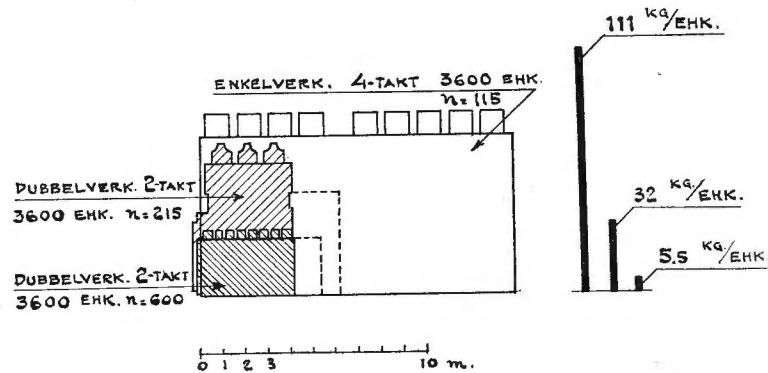 111 KG/EHK.
ENKELVERK. 4-TAKT 3600 EHK.
n=115
DUBBELVERK. 2-TAKT
3600 EHK. n=215
32 KG/EHK.
5.5 KG/EHK
DUBBELVERK. 2-TAKT
3600 EHK. n=600
0 1 2 3 10 m.